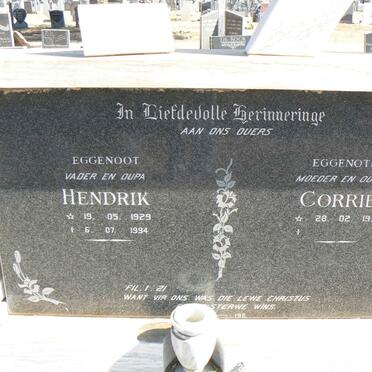 In Liefdevolle Herinneringe
AAN ONS OUERS
EGGENOOT
VADER EN OUPA
HENDRIK
☆ 19. 05. 1929
† 6. 07. 1994
EGGENOTE
MOEDER EN OU
CORRIE
☆ 28. 02. 19
†
FIL. 1 : 21
WANT VIR ONS WAS DIE LEWE CHRISTUS
STERWE WINS.